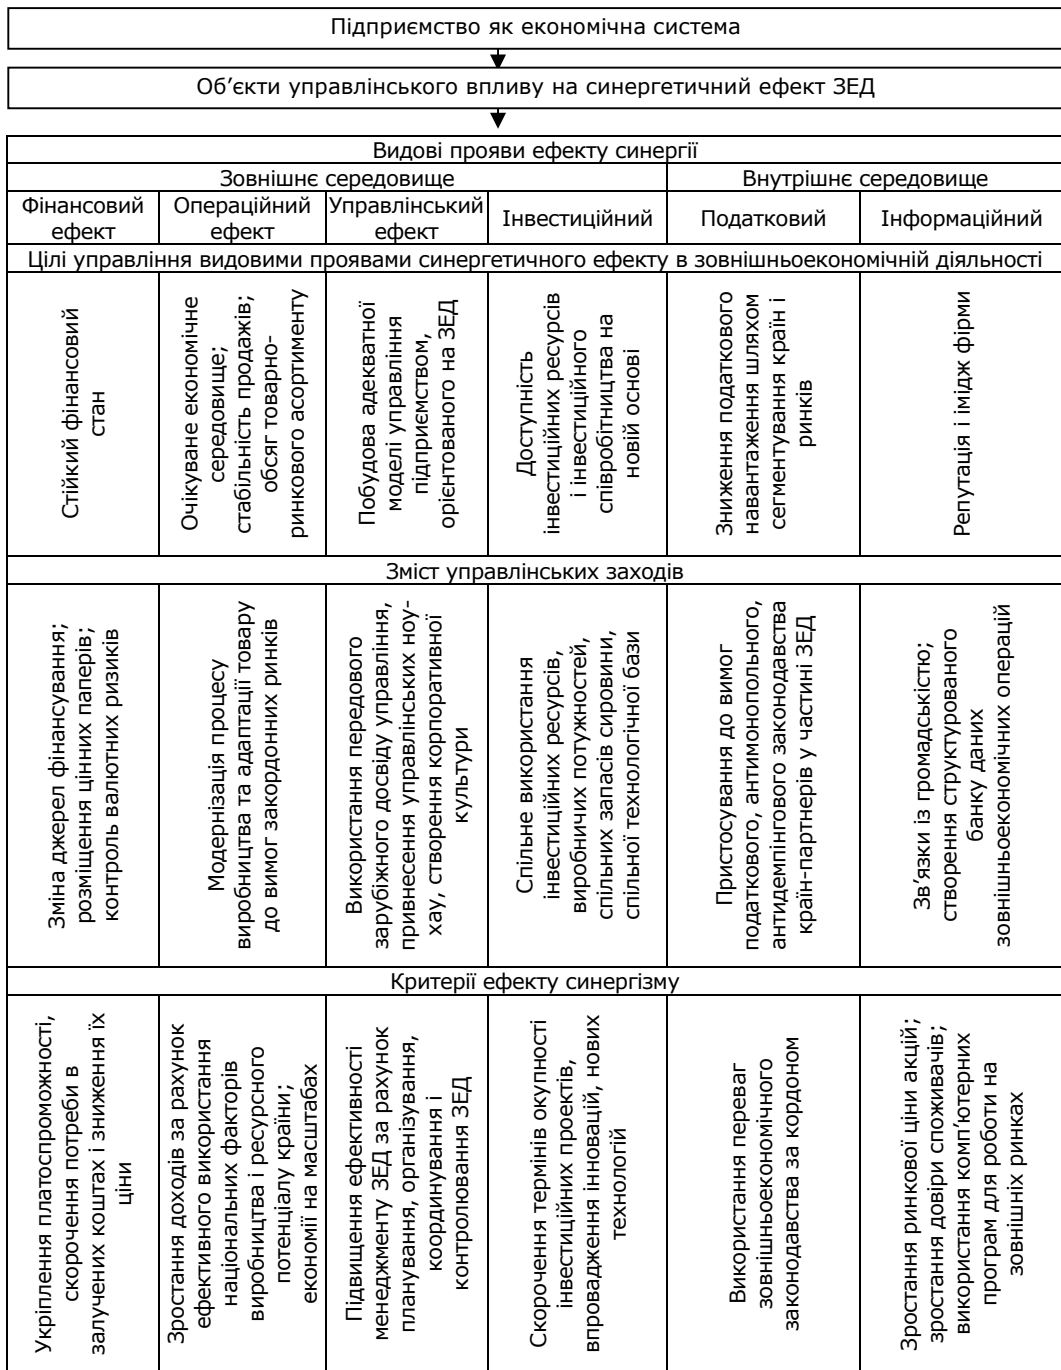 Підприємство як економічна система
Об’єкти управлінського впливу на синергетичний ефект ЗЕД
Видові прояви ефекту синергії
Зовнішнє середовище
Внутрішнє середовище
Фінансовий
ефект
Операційний
ефект
Управлінський
ефект
Інвестиційний
Податковий
Інформаційний
Цілі управління видовими проявами синергетичного ефекту в зовнішньоекономічній діяльності
Стійкий фінансовий
стан
Очікуване економічне
середовище;
стабільність продажів;
обсяг товарно-
ринкового асортименту
Побудова адекватної
моделі управління
підприємством,
орієнтованого на ЗЕД
Доступність
інвестиційних ресурсів
і інвестиційного
співробітництва на
новій основі
Зниження податкового
навантаження шляхом
сегментування країн і
ринків
Репутація і імідж фірми
Зміст управлінських заходів
Зміна джерел фінансування;
розміщення цінних паперів;
контроль валютних ризиків
Модернізація процесу
виробництва та адаптації товару
до вимог закордонних ринків
Використання передового
зарубіжного досвіду управління,
привнесення управлінських ноу-
хау, створення корпоративної
культури
Спільне використання
інвестиційних ресурсів,
виробничих потужностей,
спільних запасів сировини,
спільної технологічної бази
Пристосування до вимог
податкового, антимонопольного,
антидемпінгового законодавства
країн-партнерів у частині ЗЕД
Зв’язки із громадськістю;
створення структурованого
банку даних
зовнішньоекономічних операцій
Критерії ефекту синергізму
Укріплення платоспроможності,
скорочення потреби в
залучених коштах і зниження їх
ціни
Зростання доходів за рахунок
ефективного використання
національних факторів
виробництва і ресурсного
потенціалу країни;
економії на масштабах
Підвищення ефективності
менеджменту ЗЕД за рахунок
планування, організування,
координування і
контролювання ЗЕД
Скорочення термінів окупності
інвестиційних проектів,
впровадження інновацій, нових
технологій
Використання переваг
зовнішньоекономічного
законодавства за кордоном
Зростання ринкової ціни акцій;
зростання довіри споживачів;
використання комп’ютерних
програм для роботи на
зовнішніх ринках